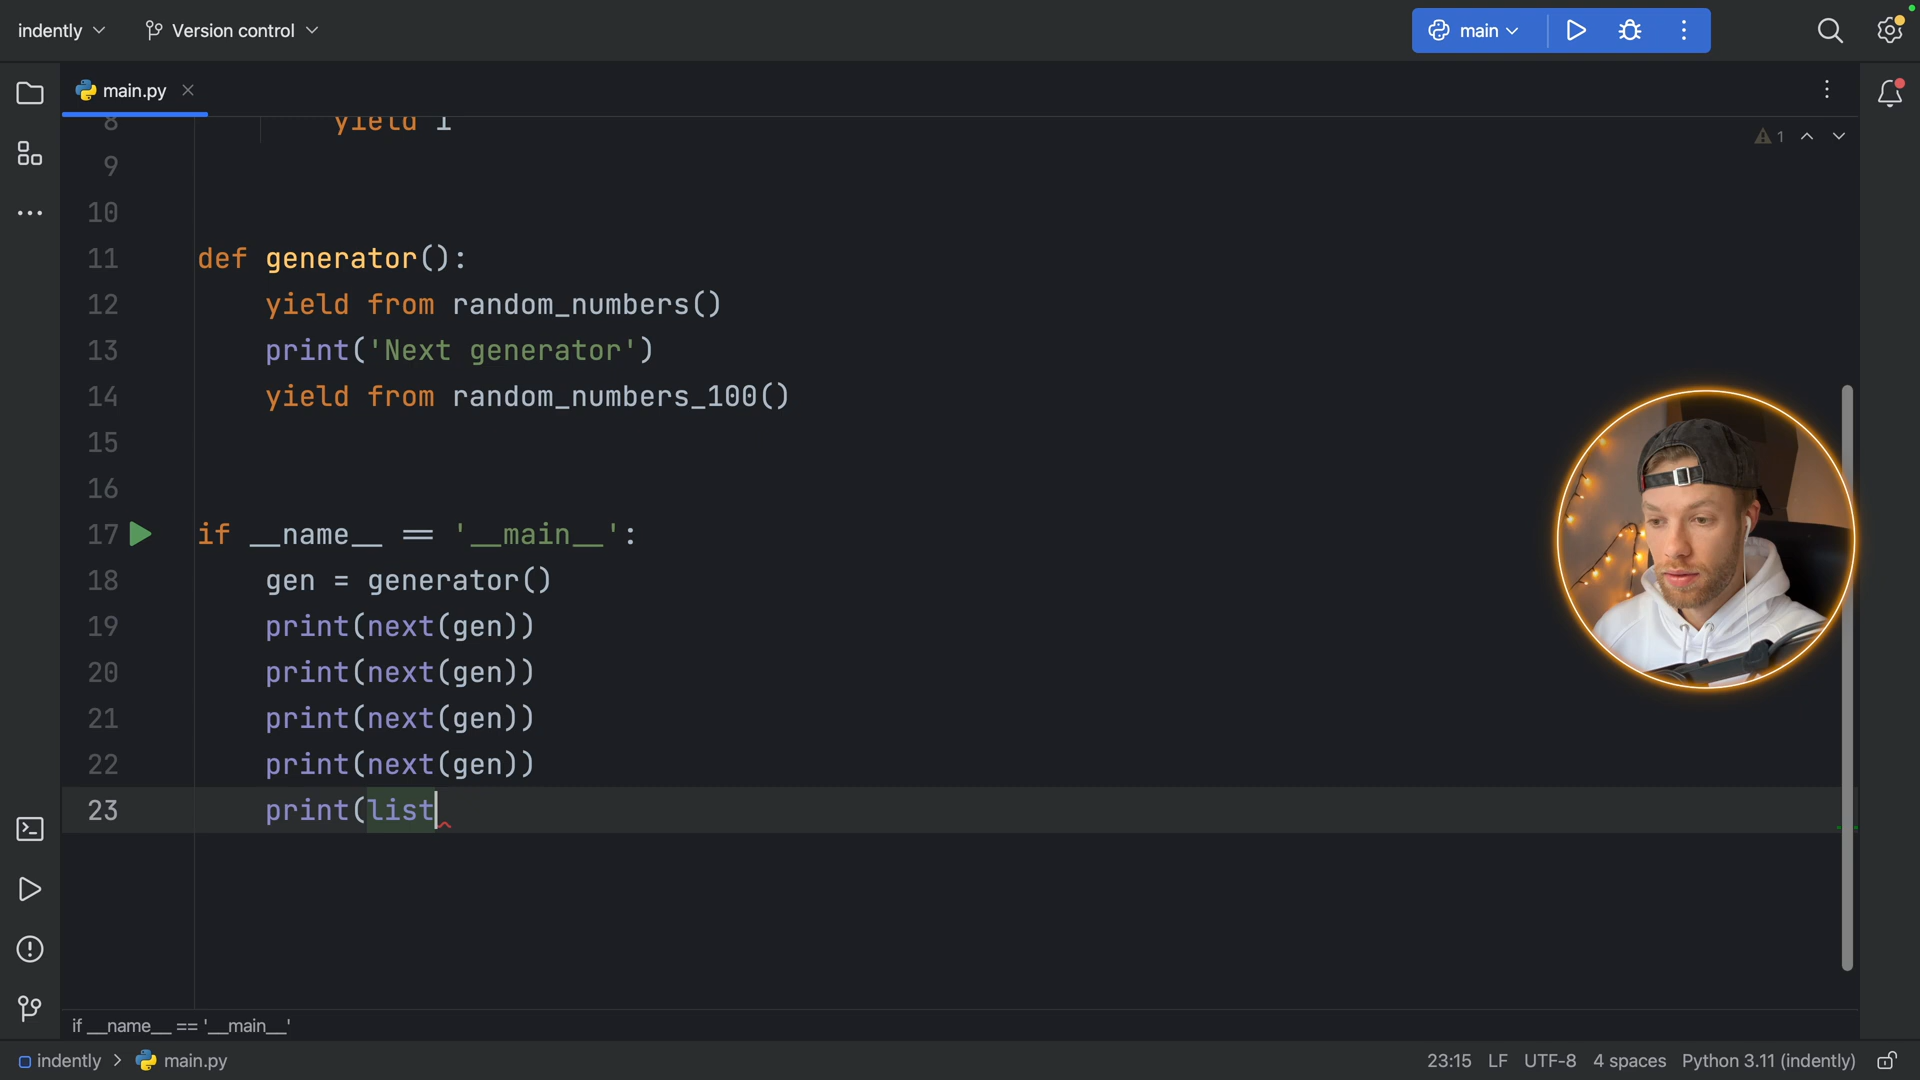 indently
Version control
main
main.py
8 yield i
9
10
11 def generator():
12 yield from random_numbers()
13 print('Next generator')
14 yield from random_numbers_100()
15
16
17 if __name__ == '__main__':
18 gen = generator()
19 print(next(gen))
20 print(next(gen))
21 print(next(gen))
22 print(next(gen))
23 print(list
1
if __name__ == '__main__'
indently > main.py
23:15 LF UTF-8 4 spaces Python 3.11 (indently)